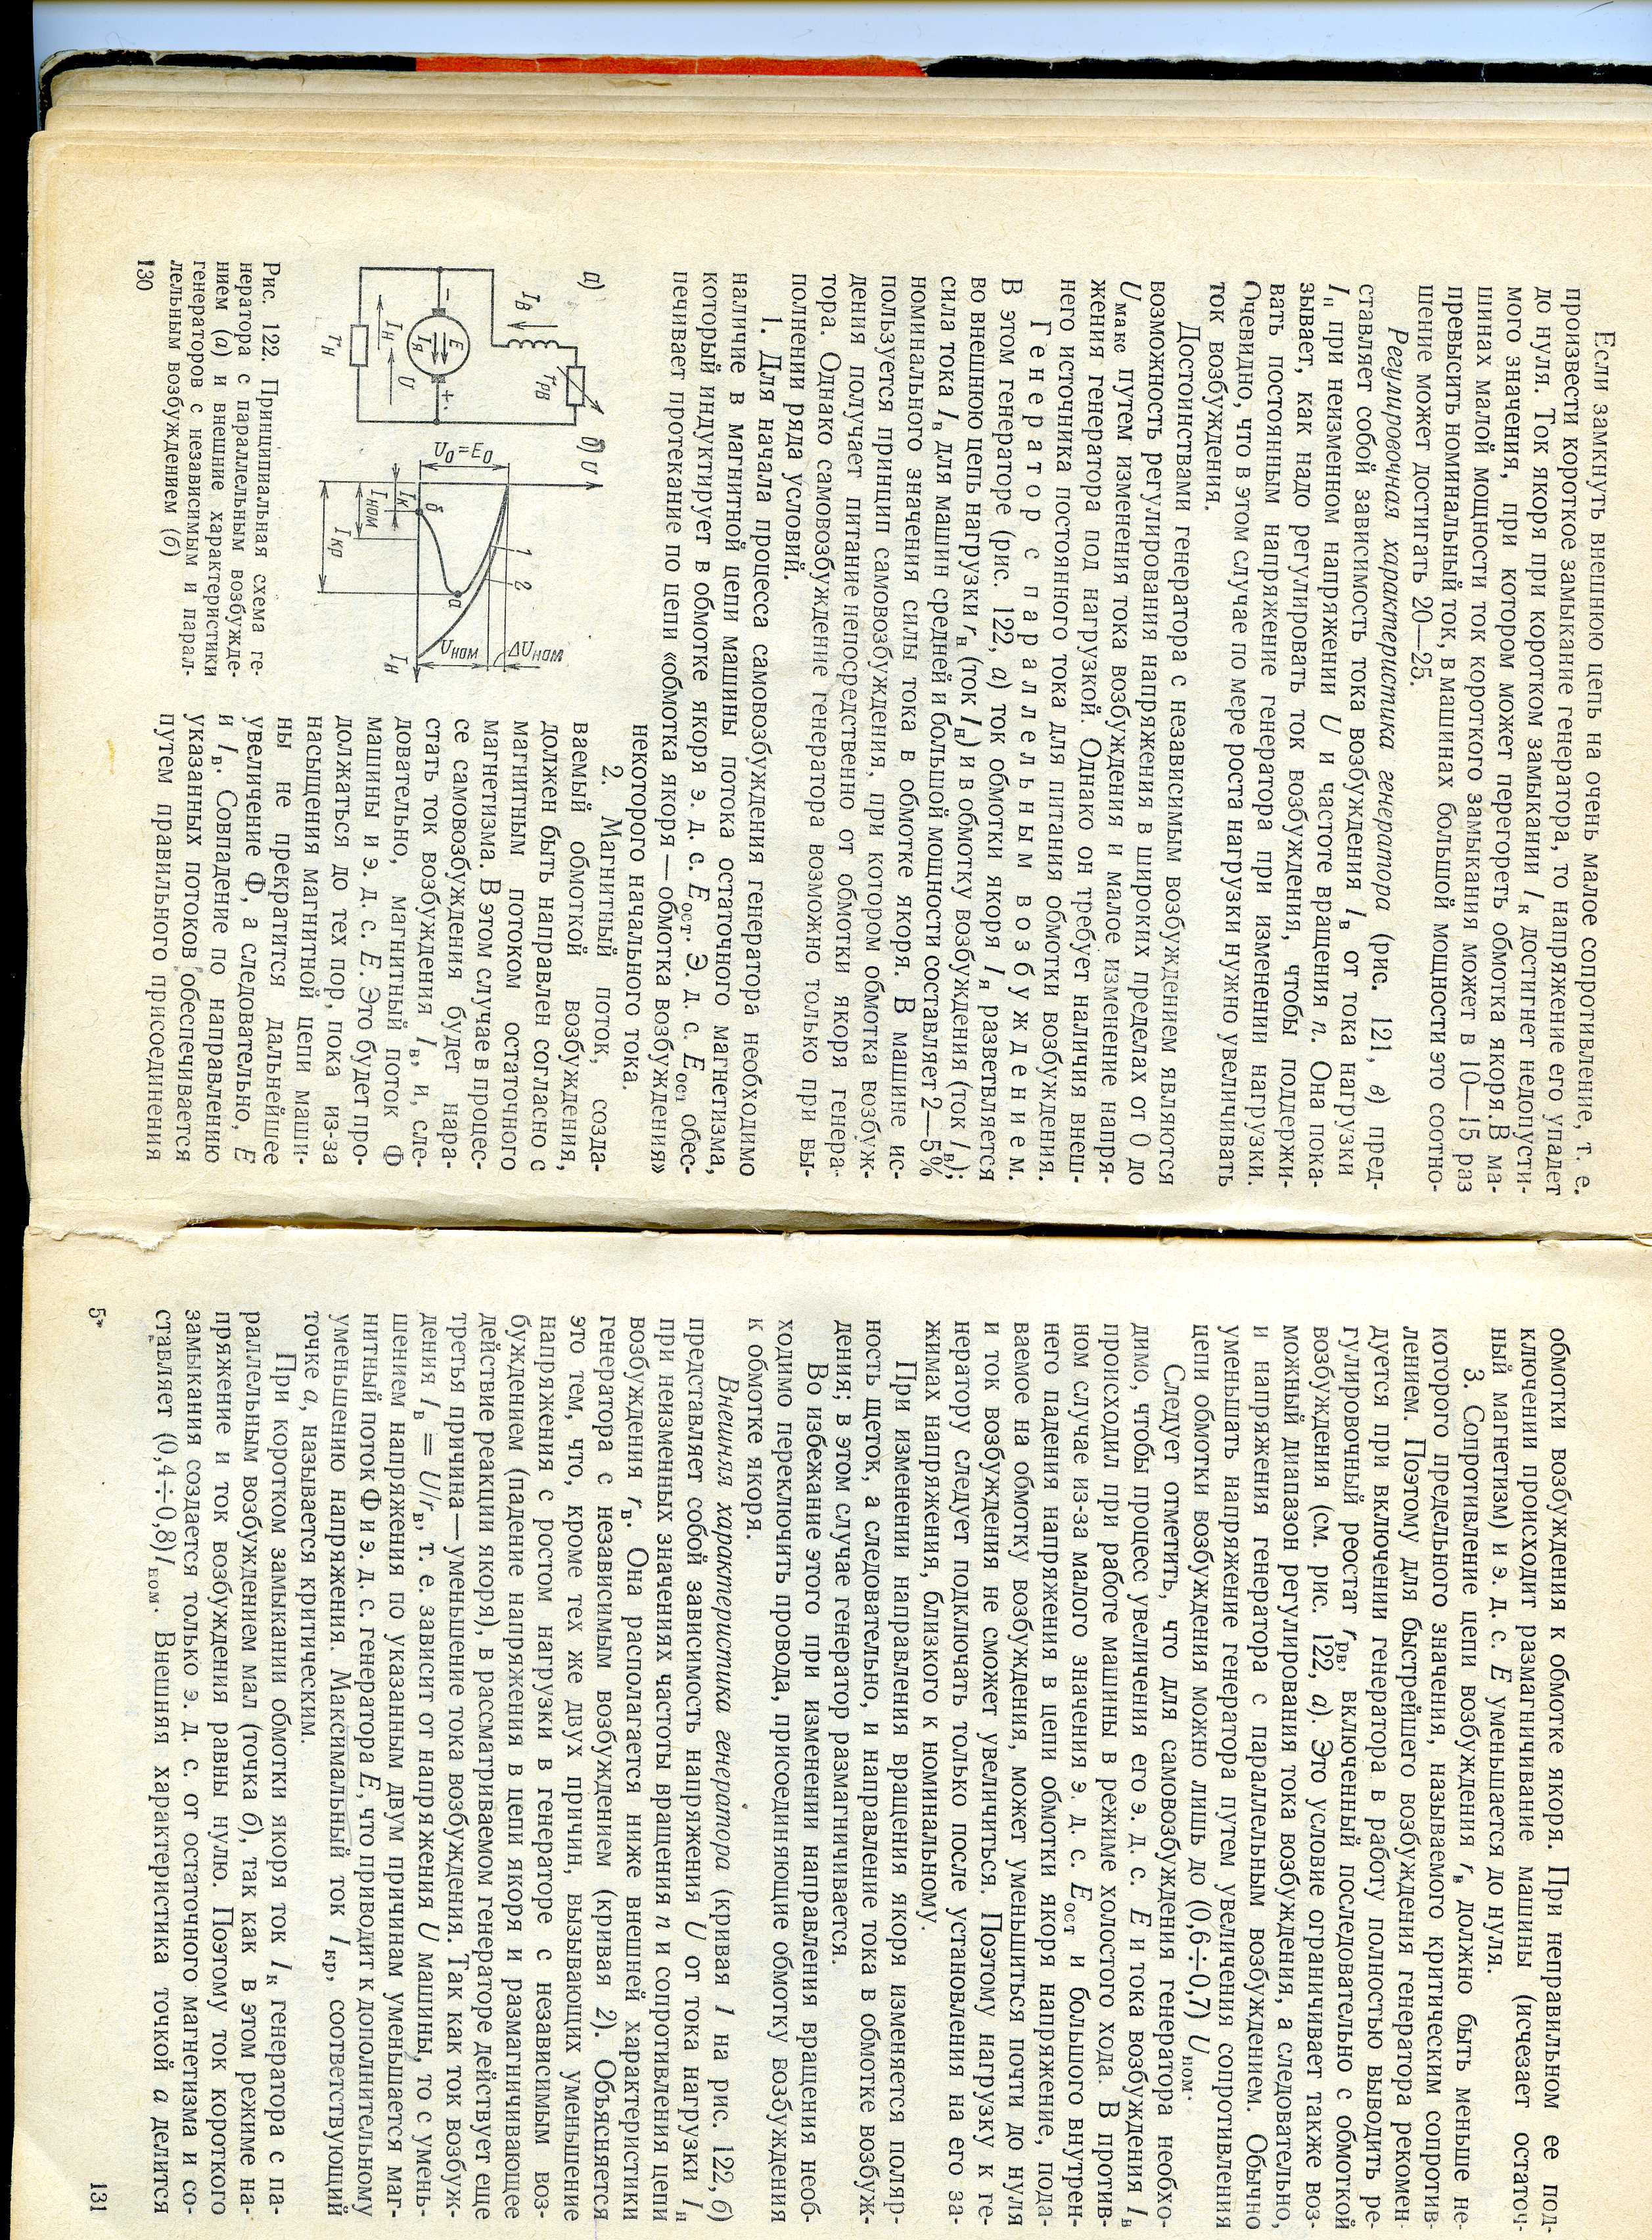 Если замкнуть внешнюю цепь на очень малое сопротивление, т. е.
произвести короткое замыкание генератора, то напряжение его упадет
до нуля. Ток якоря при коротком замыкании Iк достигнет недопусти-
мого значения, при котором может перегореть обмотка якоря. В ма-
шинах малой мощности ток короткого замыкания может в 10—15 раз
превысить номинальный ток, в машинах большой мощности это соотно-
шение может достигать 20—25.
Регулировочная характеристика генератора (рис. 121, в) пред-
ставляет собой зависимость тока возбуждения Iв от тока нагрузки
Iн при неизменном напряжении U и частоте вращения n. Она пока-
зывает, как надо регулировать ток возбуждения, чтобы поддержи-
вать постоянным напряжение генератора при изменении нагрузки.
Очевидно, что в этом случае по мере роста нагрузки нужно увеличивать
ток возбуждения.
Достоинствами генератора с независимым возбуждением являются
возможность регулирования напряжения в широких пределах от 0 до
Uмакс путем изменения тока возбуждения и малое изменение напря-
жения генератора под нагрузкой. Однако он требует наличия внеш-
него источника постоянного тока для питания обмотки возбуждения.
Генератор с параллельным возбуждением.
В этом генераторе (рис. 122, а) ток обмотки якоря Iя разветвляется
во внешнюю цепь нагрузки rн (ток Iн) и в обмотку возбуждения (ток Iв);
сила тока Iв для машин средней и большой мощности составляет 2—5%
номинального значения силы тока в обмотке якоря. В машине ис-
пользуется принцип самовозбуждения, при котором обмотка возбуж-
дения получает питание непосредственно от обмотки якоря генера-
тора. Однако самовозбуждение генератора возможно только при вы-
полнении ряда условий.
1. Для начала процесса самовозбуждения генератора необходимо
наличие в магнитной цепи машины потока остаточного магнетизма,
который индуктирует в обмотке якоря э. д. с. Eост. Э. д. с. Eост обес-
печивает протекание по цепи «обмотка якоря — обмотка возбуждения»
некоторого начального тока.
2. Магнитный поток, созда-
ваемый обмоткой возбуждения,
должен быть направлен согласно с
магнитным потоком остаточного
магнетизма. В этом случае в процес-
се самовозбуждения будет нара-
стать ток возбуждения Iв, и, сле-
довательно, магнитный поток Ф
машины и э. д. с. E. Это будет про-
должаться до тех пор, пока из-за
насыщения магнитной цепи маши-
ны не прекратится дальнейшее
увеличение Ф, а следовательно, E
и Iв. Совпадение по направлению
указанных потоков обеспечивается
путем правильного присоединения
а)
rрв
Iв
−
E
Iя
+
Iн
U
rн
б) U
U0=E0
1
2
ΔUном
Uном
а
б
Iк
Iном
Iкр
Iн
Рис. 122. Принципиальная схема ге-
нератора с параллельным возбужде-
нием (а) и внешние характеристики
генераторов с независимым и парал-
лельным возбуждением (б)
130
обмотки возбуждения к обмотке якоря. При неправильном ее под-
ключении происходит размагничивание машины (исчезает остаточ-
ный магнетизм) и э. д. с. E уменьшается до нуля.
3. Сопротивление цепи возбуждения rв должно быть меньше не-
которого предельного значения, называемого критическим сопротив-
лением. Поэтому для быстрейшего возбуждения генератора рекомен-
дуется при включении генератора в работу полностью выводить ре-
гулировочный реостат rрв, включенный последовательно с обмоткой
возбуждения (см. рис. 122, а). Это условие ограничивает также воз-
можный диапазон регулирования тока возбуждения, а следовательно,
и напряжения генератора с параллельным возбуждением. Обычно
уменьшать напряжение генератора путем увеличения сопротивления
цепи обмотки возбуждения можно лишь до (0,6÷0,7) Uном.
Следует отметить, что для самовозбуждения генератора необхо-
димо, чтобы процесс увеличения его э. д. с. E и тока возбуждения Iв
происходил при работе машины в режиме холостого хода. В против-
ном случае из-за малого значения э. д. с. Eост и большого внутрен-
него падения напряжения в цепи обмотки якоря напряжение, пода-
ваемое на обмотку возбуждения, может уменьшиться почти до нуля
и ток возбуждения не сможет увеличиться. Поэтому нагрузку к ге-
нератору следует подключать только после установления на его за-
жимах напряжения, близкого к номинальному.
При изменении направления вращения якоря изменяется поляр-
ность щеток, а следовательно, и направление тока в обмотке возбуж-
дения; в этом случае генератор размагничивается.
Во избежание этого при изменении направления вращения необ-
ходимо переключить провода, присоединяющие обмотку возбуждения
к обмотке якоря.
Внешняя характеристика генератора (кривая 1 на рис. 122, б)
представляет собой зависимость напряжения U от тока нагрузки Iн
при неизменных значениях частоты вращения n и сопротивления цепи
возбуждения rв. Она располагается ниже внешней характеристики
генератора с независимым возбуждением (кривая 2). Объясняется
это тем, что, кроме тех же двух причин, вызывающих уменьшение
напряжения с ростом нагрузки в генераторе с независимым воз-
буждением (падение напряжения в цепи якоря и размагничивающее
действие реакции якоря), в рассматриваемом генераторе действует еще
третья причина — уменьшение тока возбуждения. Так как ток возбуж-
дения Iв = U/rв, т. е. зависит от напряжения U машины, то с умень-
шением напряжения по указанным двум причинам уменьшается маг-
нитный поток Ф и э. д. с. генератора E, что приводит к дополнительному
уменьшению напряжения. Максимальный ток Iкр, соответствующий
точке а, называется критическим.
При коротком замыкании обмотки якоря ток Iк генератора с па-
раллельным возбуждением мал (точка б), так как в этом режиме на-
пряжение и ток возбуждения равны нулю. Поэтому ток короткого
замыкания создается только э. д. с. от остаточного магнетизма и со-
ставляет (0,4÷0,8)Iном. Внешняя характеристика точкой а делится
5*
131